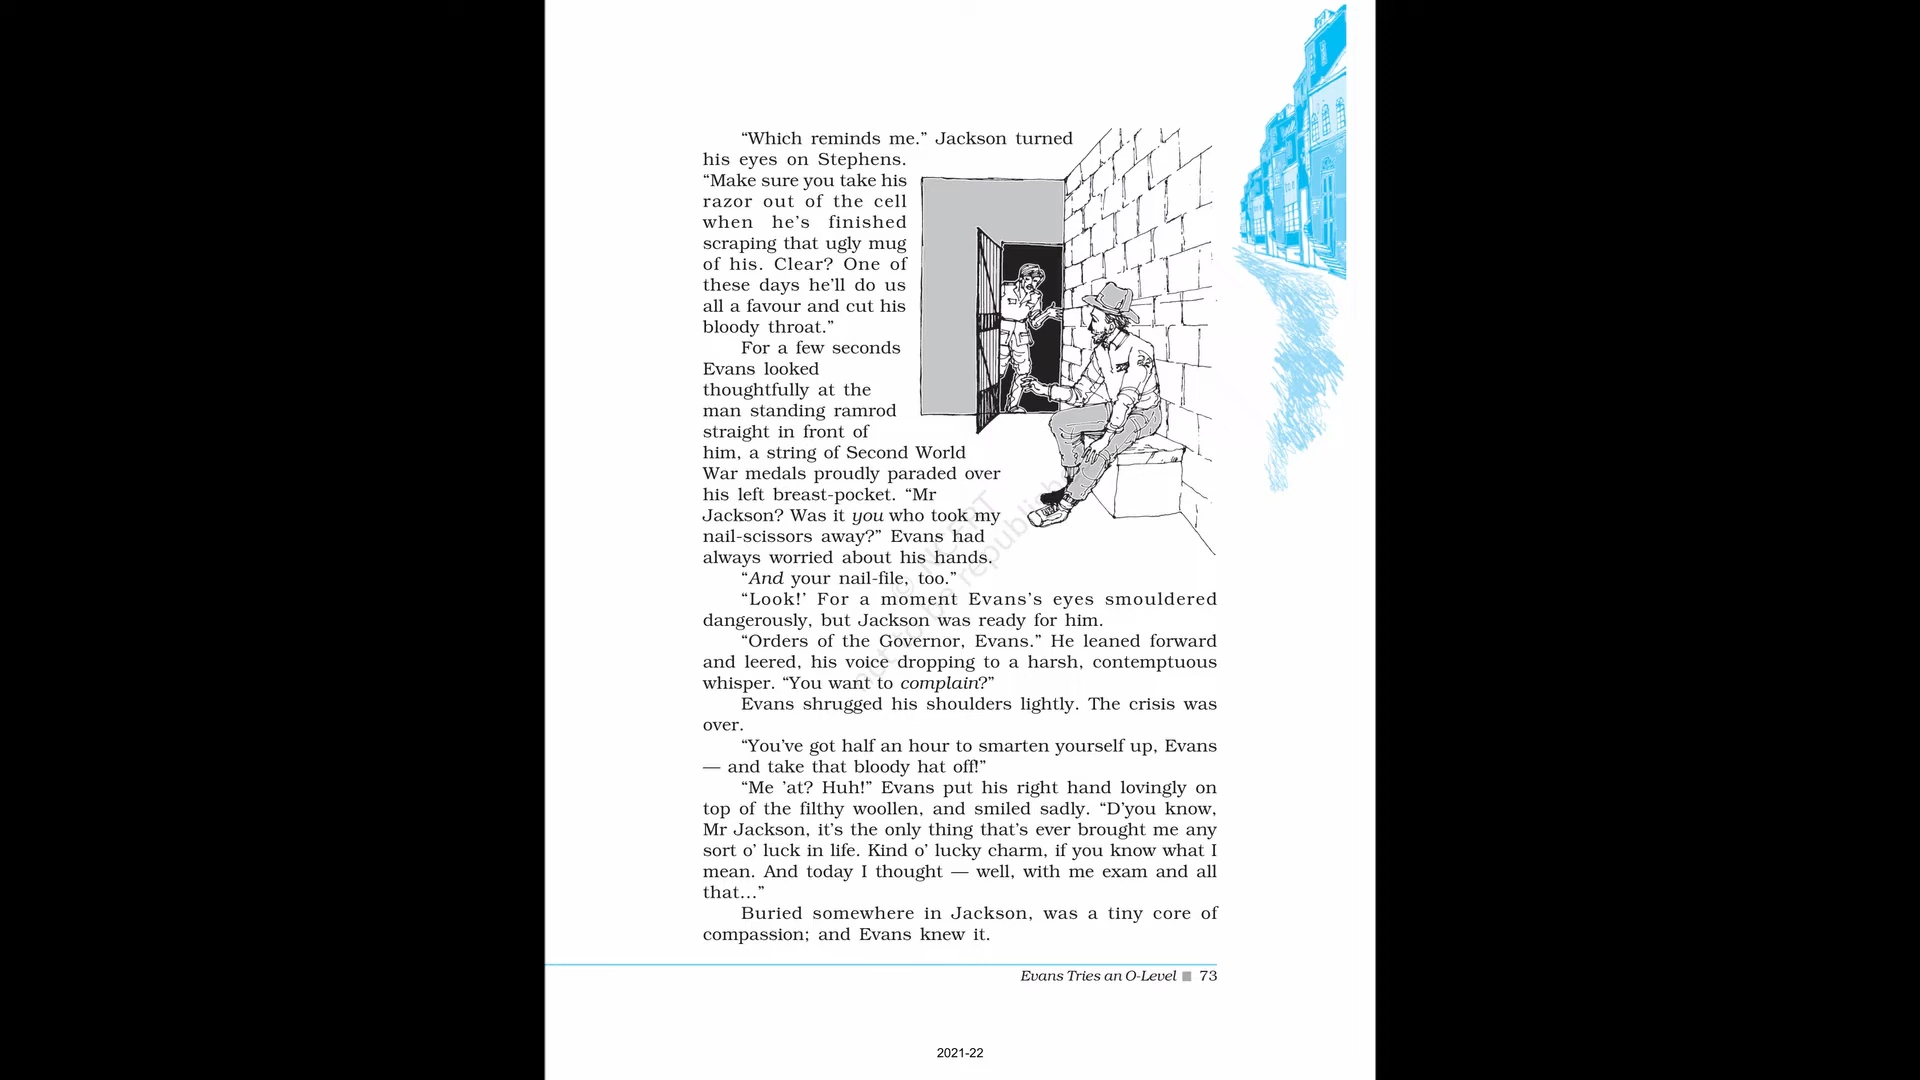 “Which reminds me.” Jackson turned
his eyes on Stephens.
“Make sure you take his
razor out of the cell
when he’s finished
scraping that ugly mug
of his. Clear? One of
these days he’ll do us
all a favour and cut his
bloody throat.”
For a few seconds
Evans looked
thoughtfully at the
man standing ramrod
straight in front of
him, a string of Second World
War medals proudly paraded over
his left breast-pocket. “Mr
Jackson? Was it you who took my
nail-scissors away?” Evans had
always worried about his hands.
“And your nail-file, too.”
“Look!’ For a moment Evans’s eyes smouldered
dangerously, but Jackson was ready for him.
“Orders of the Governor, Evans.” He leaned forward
and leered, his voice dropping to a harsh, contemptuous
whisper. “You want to complain?”
Evans shrugged his shoulders lightly. The crisis was
over.
“You’ve got half an hour to smarten yourself up, Evans
— and take that bloody hat off!”
“Me ’at? Huh!” Evans put his right hand lovingly on
top of the filthy woollen, and smiled sadly. “D’you know,
Mr Jackson, it’s the only thing that’s ever brought me any
sort o’ luck in life. Kind o’ lucky charm, if you know what I
mean. And today I thought — well, with me exam and all
that...”
Buried somewhere in Jackson, was a tiny core of
compassion; and Evans knew it.
© NCERT
not to be republished
Evans Tries an O-Level ■ 73
2021-22